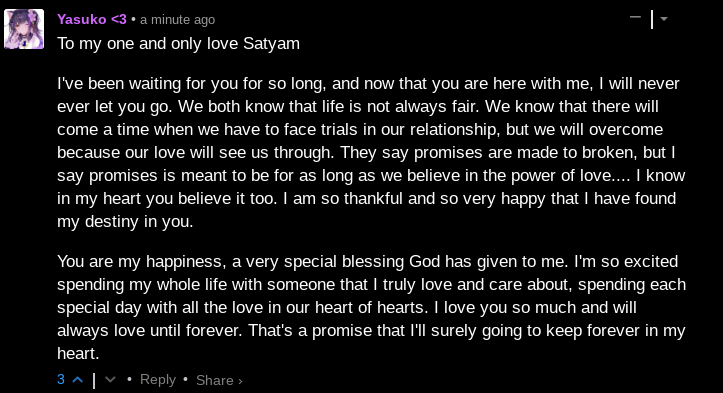 Yasuko <3 • a minute ago
To my one and only love Satyam
I've been waiting for you for so long, and now that you are here with me, I will never
ever let you go. We both know that life is not always fair. We know that there will
come a time when we have to face trials in our relationship, but we will overcome
because our love will see us through. They say promises are made to broken, but I
say promises is meant to be for as long as we believe in the power of love.... I know
in my heart you believe it too. I am so thankful and so very happy that I have found
my destiny in you.
You are my happiness, a very special blessing God has given to me. I'm so excited
spending my whole life with someone that I truly love and care about, spending each
special day with all the love in our heart of hearts. I love you so much and will
always love until forever. That's a promise that I'll surely going to keep forever in my
heart.
3 • Reply • Share ›